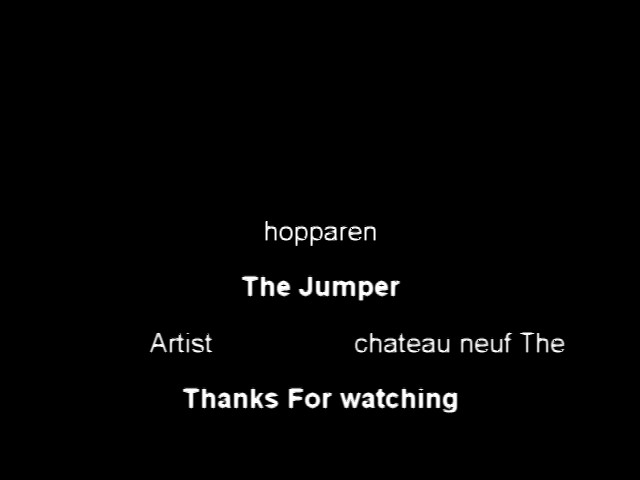 hopparen
The Jumper
Artist chateau neuf The
Thanks For watching